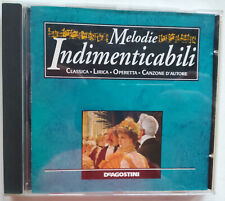 Melodie
Indimenticabili
CLASSICA • LIRICA • OPERETTA • CANZONE D'AUTORE
DEAGOSTINI